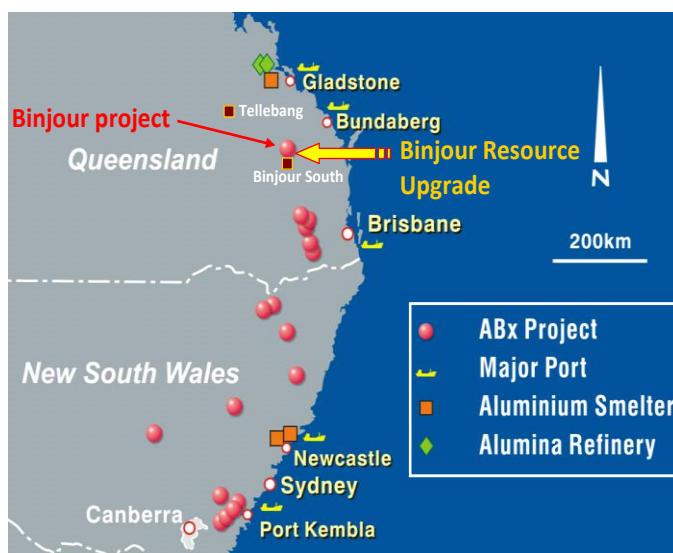 Gladstone
Tellebang
Binjour project
Bundaberg
Queensland
Binjour Resource
Upgrade
Binjour South
N
Brisbane
200km
ABx Project
New South Wales
Major Port
Aluminium Smelter
Alumina Refinery
Newcastle
Sydney
Canberra
Port Kembla